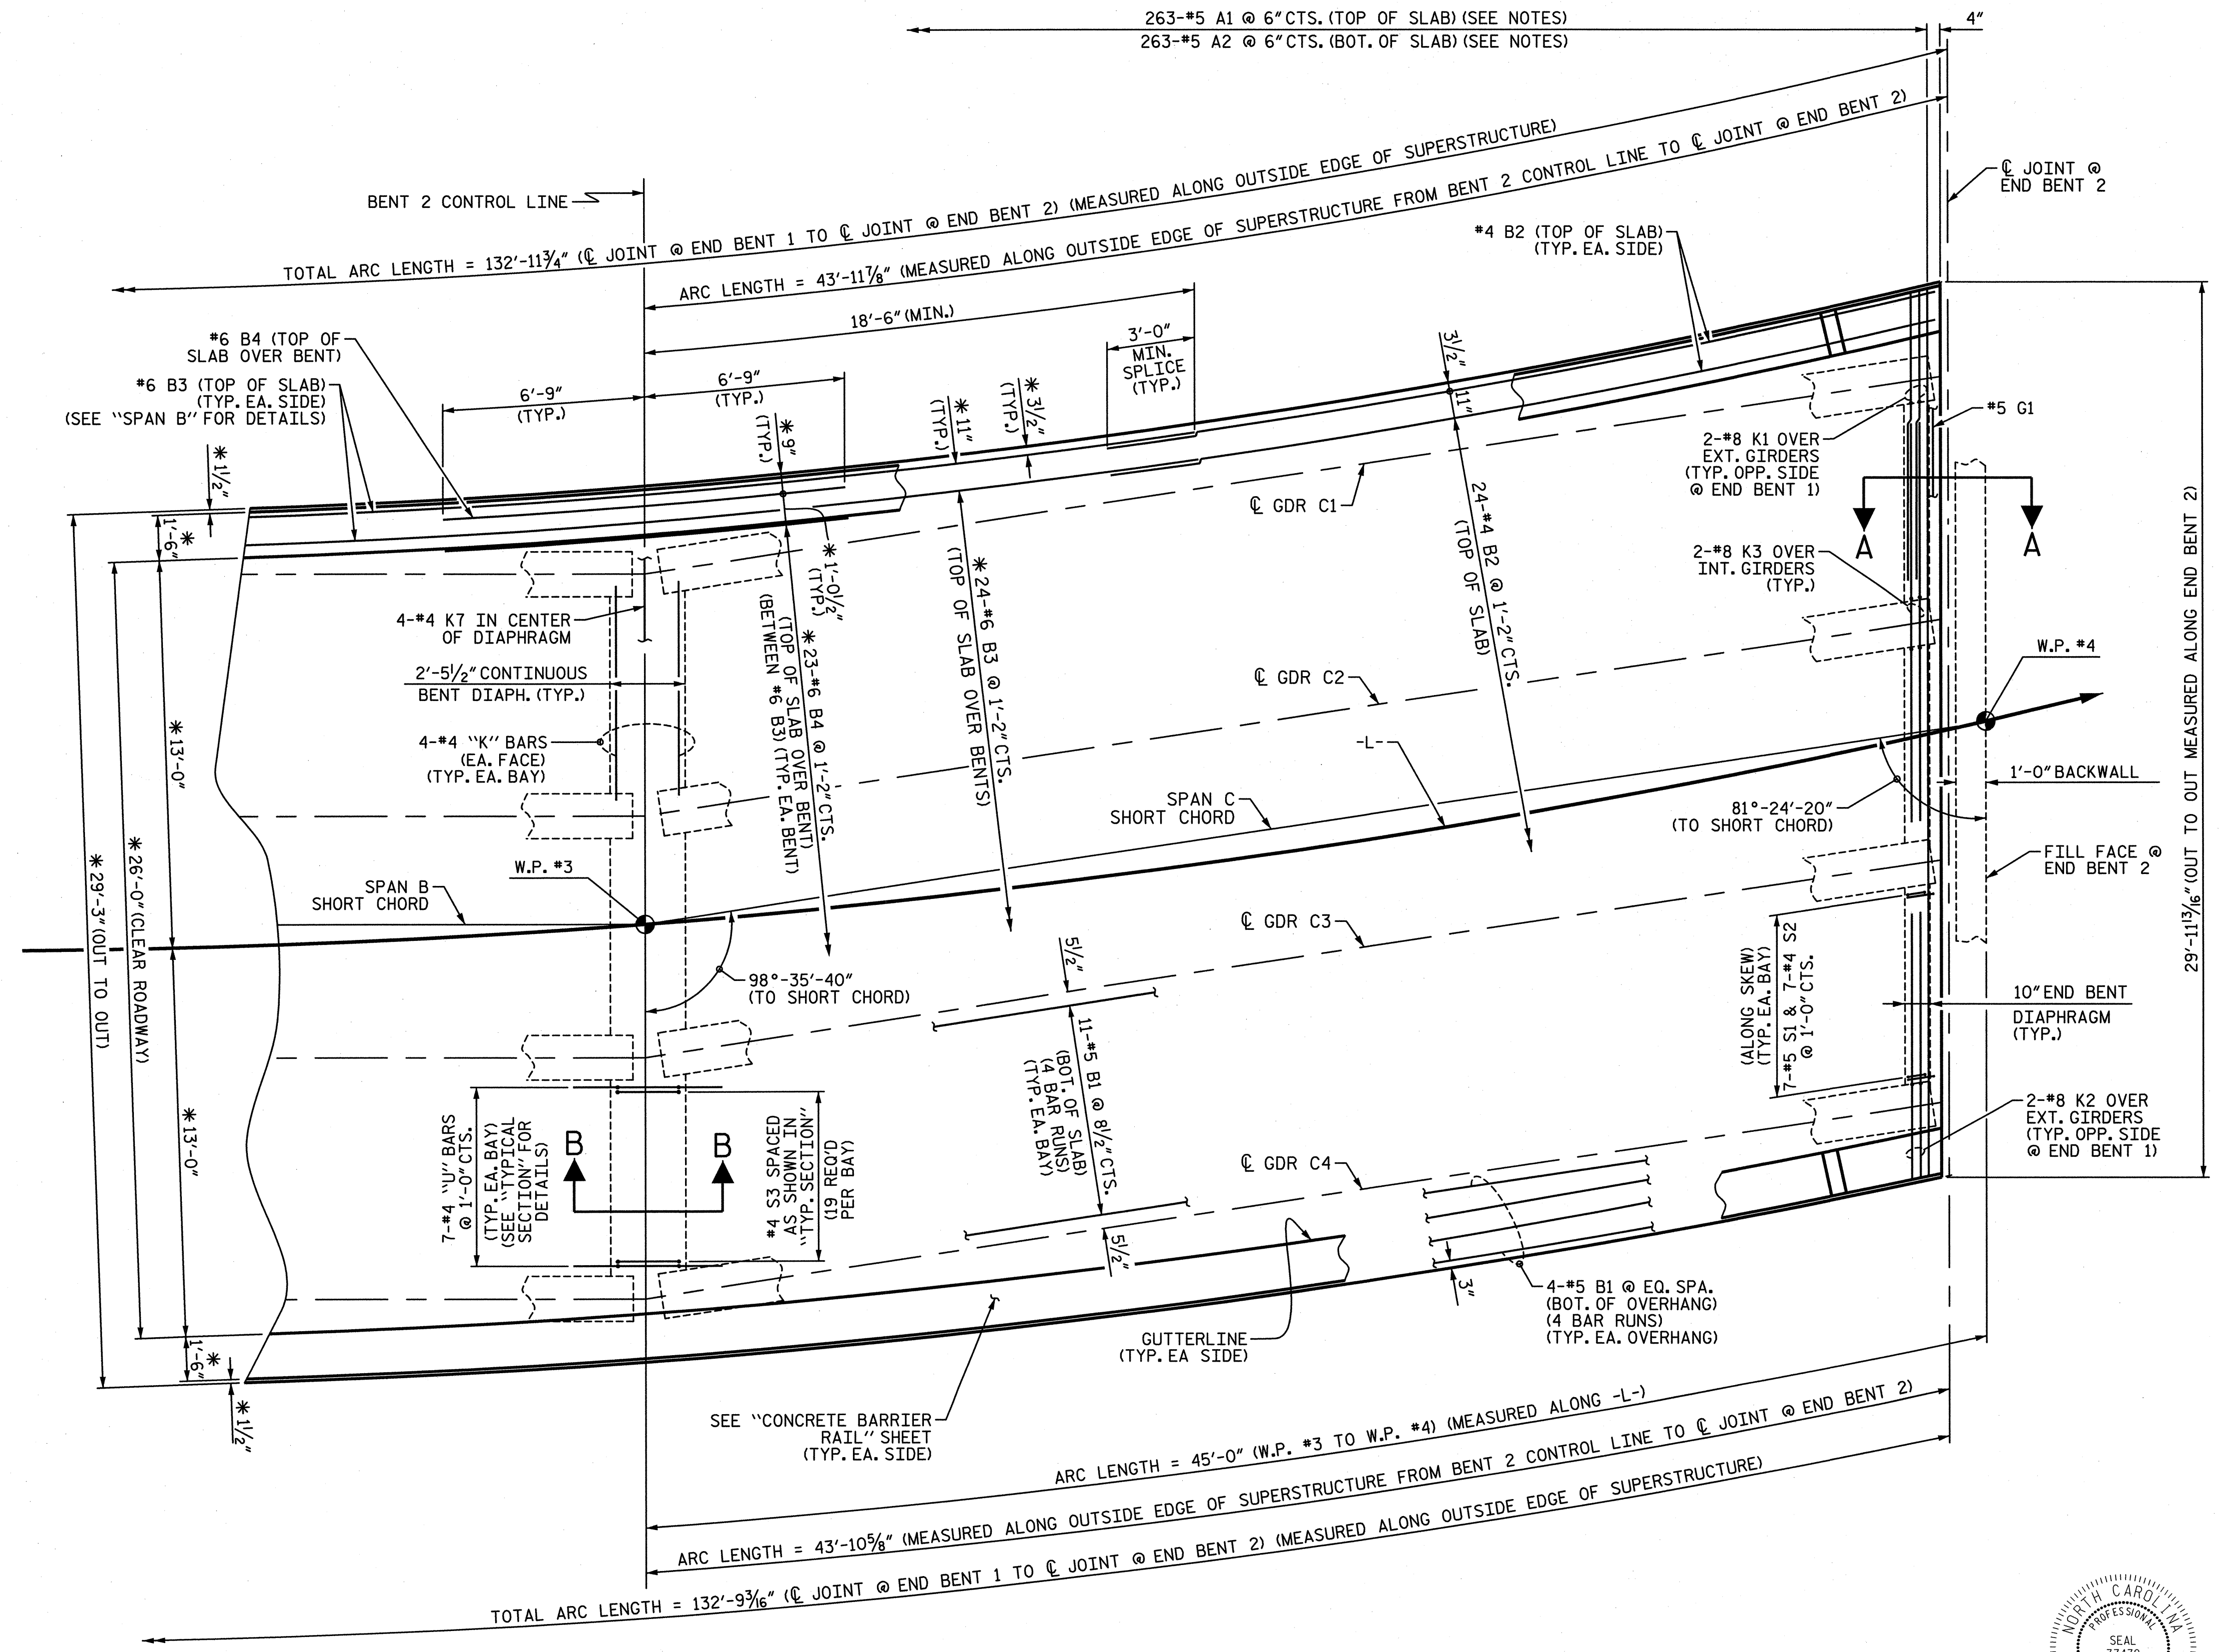 263-#5 A1 @ 6" CTS. (TOP OF SLAB) (SEE NOTES)
263-#5 A2 @ 6" CTS. (BOT. OF SLAB) (SEE NOTES)
4"
TOTAL ARC LENGTH = 132'-11¾" (℄ JOINT @ END BENT 1 TO ℄ JOINT @ END BENT 2) (MEASURED ALONG OUTSIDE EDGE OF SUPERSTRUCTURE)
ARC LENGTH = 43'-11⅞" (MEASURED ALONG OUTSIDE EDGE OF SUPERSTRUCTURE FROM BENT 2 CONTROL LINE TO ℄ JOINT @ END BENT 2)
BENT 2 CONTROL LINE
℄ JOINT @
END BENT 2
#4 B2 (TOP OF SLAB)
(TYP. EA. SIDE)
18'-6" (MIN.)
3'-0"
MIN.
SPLICE
(TYP.)
#6 B4 (TOP OF
SLAB OVER BENT)
#6 B3 (TOP OF SLAB)
(TYP. EA. SIDE)
(SEE "SPAN B" FOR DETAILS)
6'-9"
(TYP.)
6'-9"
(TYP.)
* 9"
(TYP.)
* 11"
(TYP.)
* 3½"
(TYP.)
3½"
11"
* 1½"
* 1'-6"
#5 G1
2-#8 K1 OVER
EXT. GIRDERS
(TYP. OPP. SIDE
@ END BENT 1)
A
A
℄ GDR C1
2-#8 K3 OVER
INT. GIRDERS
(TYP.)
* 1'-0½"
(TYP.)
4-#4 K7 IN CENTER
OF DIAPHRAGM
2'-5½" CONTINUOUS
BENT DIAPH. (TYP.)
4-#4 "K" BARS
(EA. FACE)
(TYP. EA. BAY)
* 23-#6 B4 @ 1'-2" CTS.
(TOP OF SLAB OVER BENT)
(BETWEEN #6 B3) (TYP. EA. BENT)
* 24-#6 B3 @ 1'-2" CTS.
(TOP OF SLAB OVER BENTS)
24-#4 B2 @ 1'-2" CTS.
(TOP OF SLAB)
℄ GDR C2
-L-
W.P. #4
1'-0" BACKWALL
SPAN C
SHORT CHORD
81°-24'-20"
(TO SHORT CHORD)
FILL FACE @
END BENT 2
29'-11 13/16" (OUT TO OUT MEASURED ALONG END BENT 2)
* 13'-0"
* 26'-0" (CLEAR ROADWAY)
* 29'-3" (OUT TO OUT)
W.P. #3
SPAN B
SHORT CHORD
℄ GDR C3
98°-35'-40"
(TO SHORT CHORD)
5½"
11-#5 B1 @ 8½" CTS.
(BOT. OF SLAB)
(4 BAR RUNS)
(TYP. EA. BAY)
5½"
(ALONG SKEW)
(TYP. EA. BAY)
7-#5 S1 & 7-#4 S2
@ 1'-0" CTS.
10" END BENT
DIAPHRAGM
(TYP.)
* 13'-0"
7-#4 "U" BARS
@ 1'-0" CTS.
(TYP. EA. BAY)
(SEE "TYPICAL
SECTION" FOR
DETAILS)
B
B
#4 S3 SPACED
AS SHOWN IN
"TYP. SECTION"
(19 REQ'D
PER BAY)
℄ GDR C4
2-#8 K2 OVER
EXT. GIRDERS
(TYP. OPP. SIDE
@ END BENT 1)
* 1'-6"
* 1½"
3"
4-#5 B1 @ EQ. SPA.
(BOT. OF OVERHANG)
(4 BAR RUNS)
(TYP. EA. OVERHANG)
GUTTERLINE
(TYP. EA SIDE)
SEE "CONCRETE BARRIER
RAIL" SHEET
(TYP. EA. SIDE)
ARC LENGTH = 45'-0" (W.P. #3 TO W.P. #4) (MEASURED ALONG -L-)
ARC LENGTH = 43'-10⅝" (MEASURED ALONG OUTSIDE EDGE OF SUPERSTRUCTURE FROM BENT 2 CONTROL LINE TO ℄ JOINT @ END BENT 2)
TOTAL ARC LENGTH = 132'-9 3/16" (℄ JOINT @ END BENT 1 TO ℄ JOINT @ END BENT 2) (MEASURED ALONG OUTSIDE EDGE OF SUPERSTRUCTURE)
NORTH CAROLINA
PROFESSIONAL
SEAL